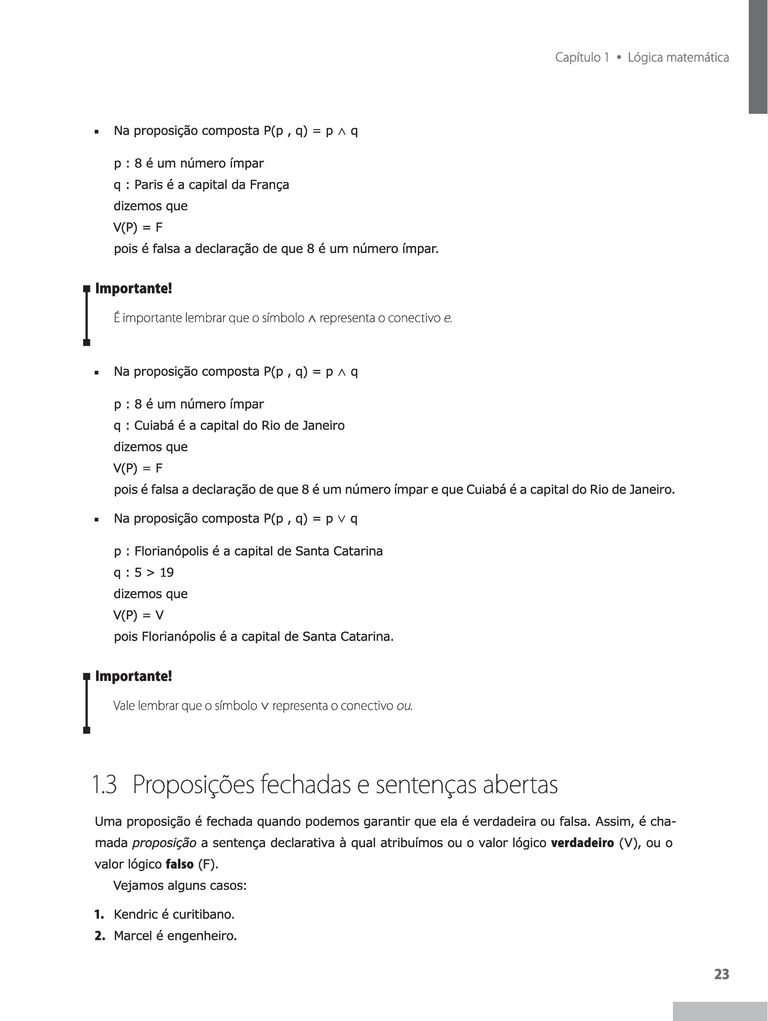 Capítulo 1 • Lógica matemática
▪ Na proposição composta P(p , q) = p ∧ q
p : 8 é um número ímpar
q : Paris é a capital da França
dizemos que
V(P) = F
pois é falsa a declaração de que 8 é um número ímpar.
Importante!
É importante lembrar que o símbolo ∧ representa o conectivo e.
▪ Na proposição composta P(p , q) = p ∧ q
p : 8 é um número ímpar
q : Cuiabá é a capital do Rio de Janeiro
dizemos que
V(P) = F
pois é falsa a declaração de que 8 é um número ímpar e que Cuiabá é a capital do Rio de Janeiro.
▪ Na proposição composta P(p , q) = p ∨ q
p : Florianópolis é a capital de Santa Catarina
q : 5 > 19
dizemos que
V(P) = V
pois Florianópolis é a capital de Santa Catarina.
Importante!
Vale lembrar que o símbolo ∨ representa o conectivo ou.
1.3 Proposições fechadas e sentenças abertas
Uma proposição é fechada quando podemos garantir que ela é verdadeira ou falsa. Assim, é cha-
mada proposição a sentença declarativa à qual atribuímos ou o valor lógico verdadeiro (V), ou o
valor lógico falso (F).
Vejamos alguns casos:
1. Kendric é curitibano.
2. Marcel é engenheiro.
23